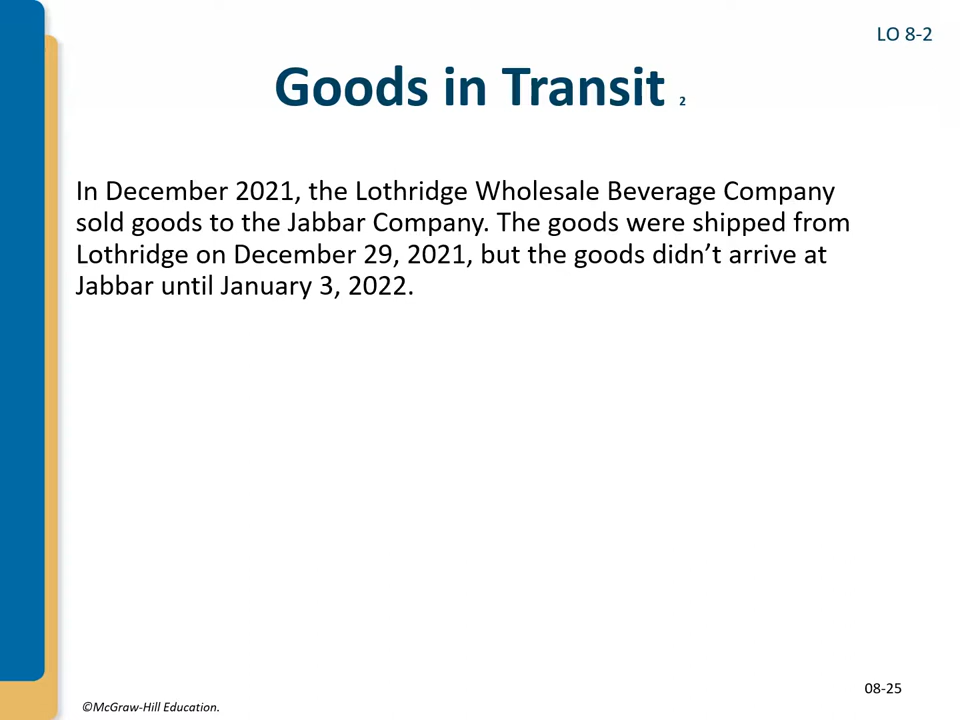 LO 8-2
Goods in Transit 2
In December 2021, the Lothridge Wholesale Beverage Company
sold goods to the Jabbar Company. The goods were shipped from
Lothridge on December 29, 2021, but the goods didn’t arrive at
Jabbar until January 3, 2022.
08-25
©McGraw-Hill Education.